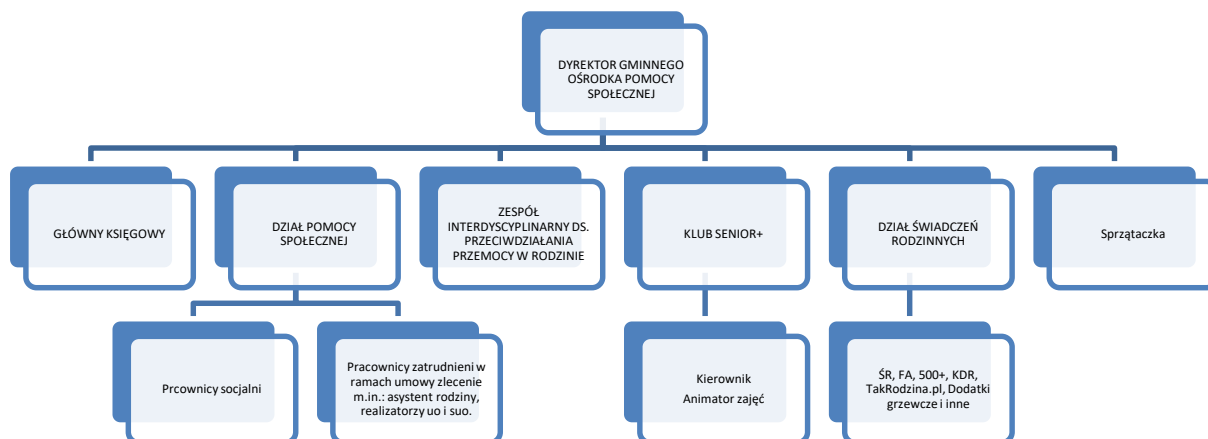 DYREKTOR GMINNEGO
OŚRODKA POMOCY
SPOŁECZNEJ
GŁÓWNY KSIĘGOWY
DZIAŁ POMOCY
SPOŁECZNEJ
ZESPÓŁ
INTERDYSCYPLINARNY DS.
PRZECIWDZIAŁANIA
PRZEMOCY W RODZINIE
KLUB SENIOR+
DZIAŁ ŚWIADCZEŃ
RODZINNYCH
Sprzątaczka
Prcownicy socjalni
Pracownicy zatrudnieni w
ramach umowy zlecenie
m.in.: asystent rodziny,
realizatorzy uo i suo.
Kierownik
Animator zajęć
ŚR, FA, 500+, KDR,
TakRodzina.pl, Dodatki
grzewcze i inne